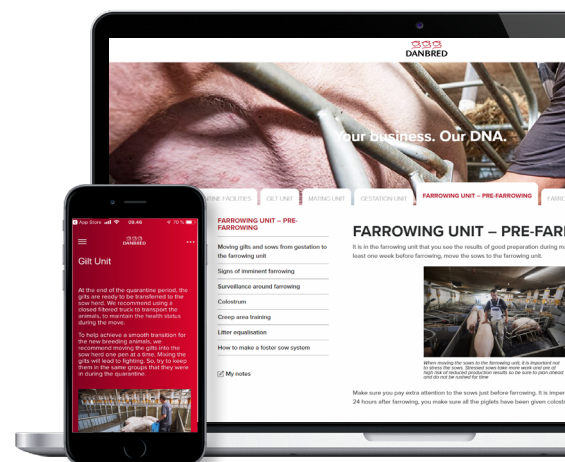 DANBRED
Your business. Our DNA.
NTINE FACILITIES
GILT UNIT
MATING UNIT
GESTATION UNIT
FARROWING UNIT – PRE-FARROWING
FARRO
FARROWING UNIT – PRE-
FARROWING
Moving gilts and sows from gestation to
the farrowing unit
Signs of imminent farrowing
Surveillance around farrowing
Colostrum
Creep area training
Litter equalisation
How to make a foster sow system
My notes
FARROWING UNIT – PRE-FARI
It is in the farrowing unit that you see the results of good preparation during m
least one week before farrowing, move the sows to the farrowing unit.
When moving the sows to the farrowing unit, it is important not
to stress the sows. Stressed sows take more work and are at
high risk of reduced production results so be sure to plan ahead
and do not be rushed for time
Make sure you pay extra attention to the sows just before farrowing. It is imper
24 hours after farrowing, you make sure all the piglets have been given colost
App Store
09.46
70 %
DANBRED
Gilt Unit
At the end of the quarantine period, the
gilts are ready to be transferred to the
sow herd. We recommend using a
closed filtered truck to transport the
animals, to maintain the health status
during the move.
To help achieve a smooth transition for
the new breeding animals, we
recommend moving the gilts into the
sow herd one pen at a time. Mixing the
gilts will lead to fighting. So, try to keep
them in the same groups that they were
in during the quarantine.